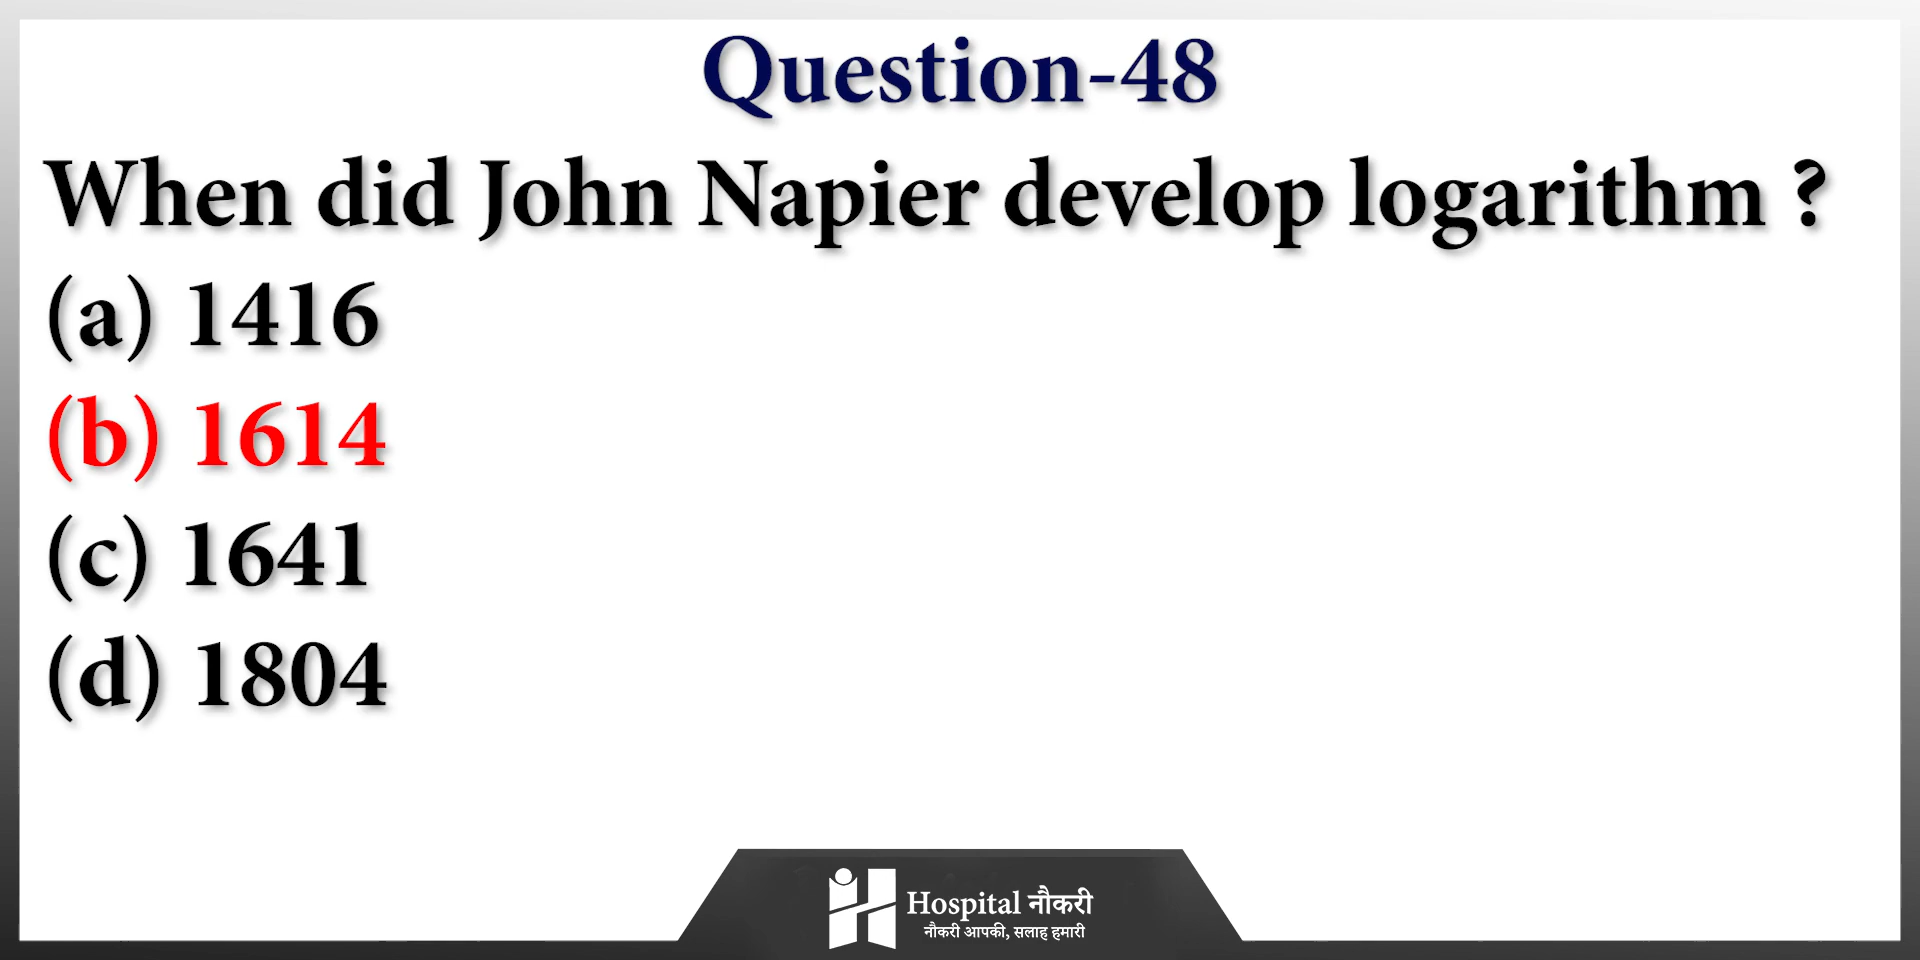 Question-48
When did John Napier develop logarithm ?
(a) 1416
(b) 1614
(c) 1641
(d) 1804
Hospital नौकरी
नौकरी आपकी, सलाह हमारी